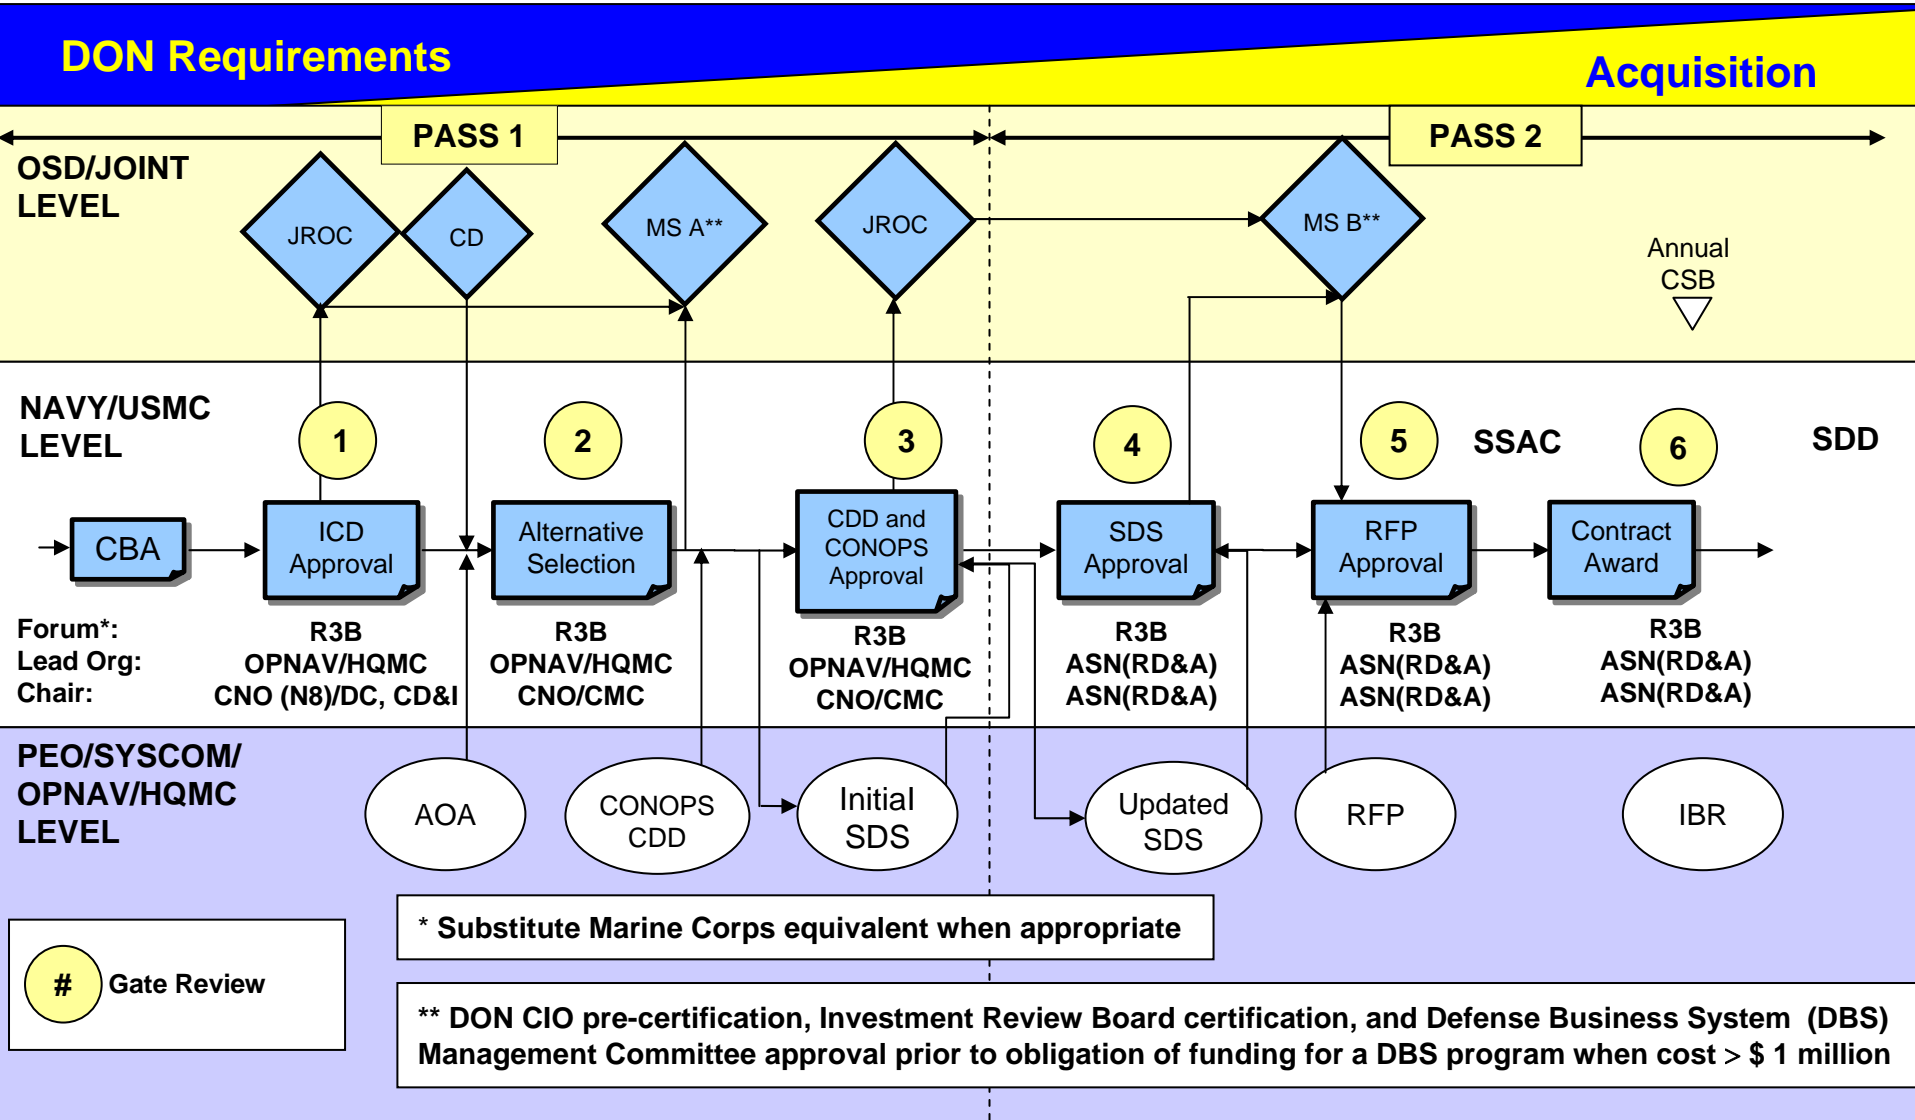 DON Requirements
Acquisition
PASS 1
PASS 2
OSD/JOINT
LEVEL
JROC
CD
MS A**
JROC
MS B**
Annual
CSB
NAVY/USMC
LEVEL
1
2
3
4
5
SSAC
6
SDD
CBA
ICD
Approval
Alternative
Selection
CDD and
CONOPS
Approval
SDS
Approval
RFP
Approval
Contract
Award
Forum*:
Lead Org:
Chair:
R3B
OPNAV/HQMC
CNO (N8)/DC, CD&I
R3B
OPNAV/HQMC
CNO/CMC
R3B
OPNAV/HQMC
CNO/CMC
R3B
ASN(RD&A)
ASN(RD&A)
R3B
ASN(RD&A)
ASN(RD&A)
R3B
ASN(RD&A)
ASN(RD&A)
PEO/SYSCOM/
OPNAV/HQMC
LEVEL
AOA
CONOPS
CDD
Initial
SDS
Updated
SDS
RFP
IBR
* Substitute Marine Corps equivalent when appropriate
# Gate Review
** DON CIO pre-certification, Investment Review Board certification, and Defense Business System (DBS)
Management Committee approval prior to obligation of funding for a DBS program when cost > $ 1 million